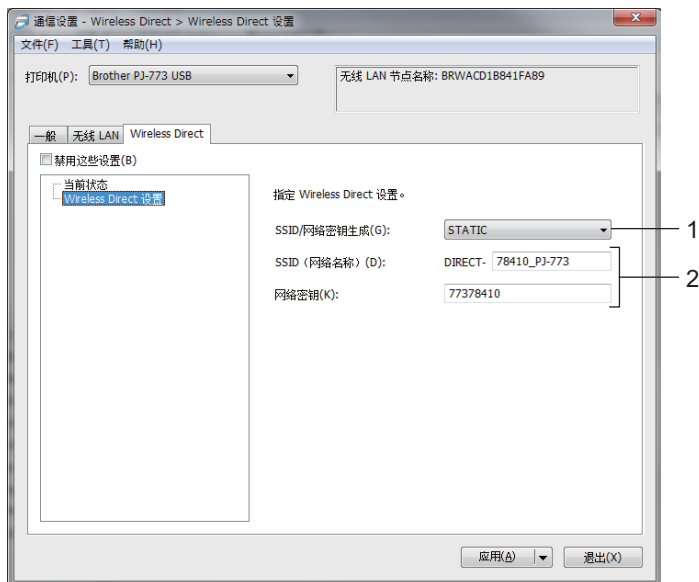 通信设置 - Wireless Direct > Wireless Direct 设置
文件(F) 工具(T) 帮助(H)
打印机(P): Brother PJ-773 USB
无线 LAN 节点名称: BRWACD1B841FA89
一般 无线 LAN Wireless Direct
禁用这些设置(B)
当前状态
Wireless Direct 设置
指定 Wireless Direct 设置。
SSID/网络密钥生成(G): STATIC 1
SSID（网络名称）(D): DIRECT- 78410_PJ-773
2
网络密钥(K): 77378410
应用(A) 退出(X)